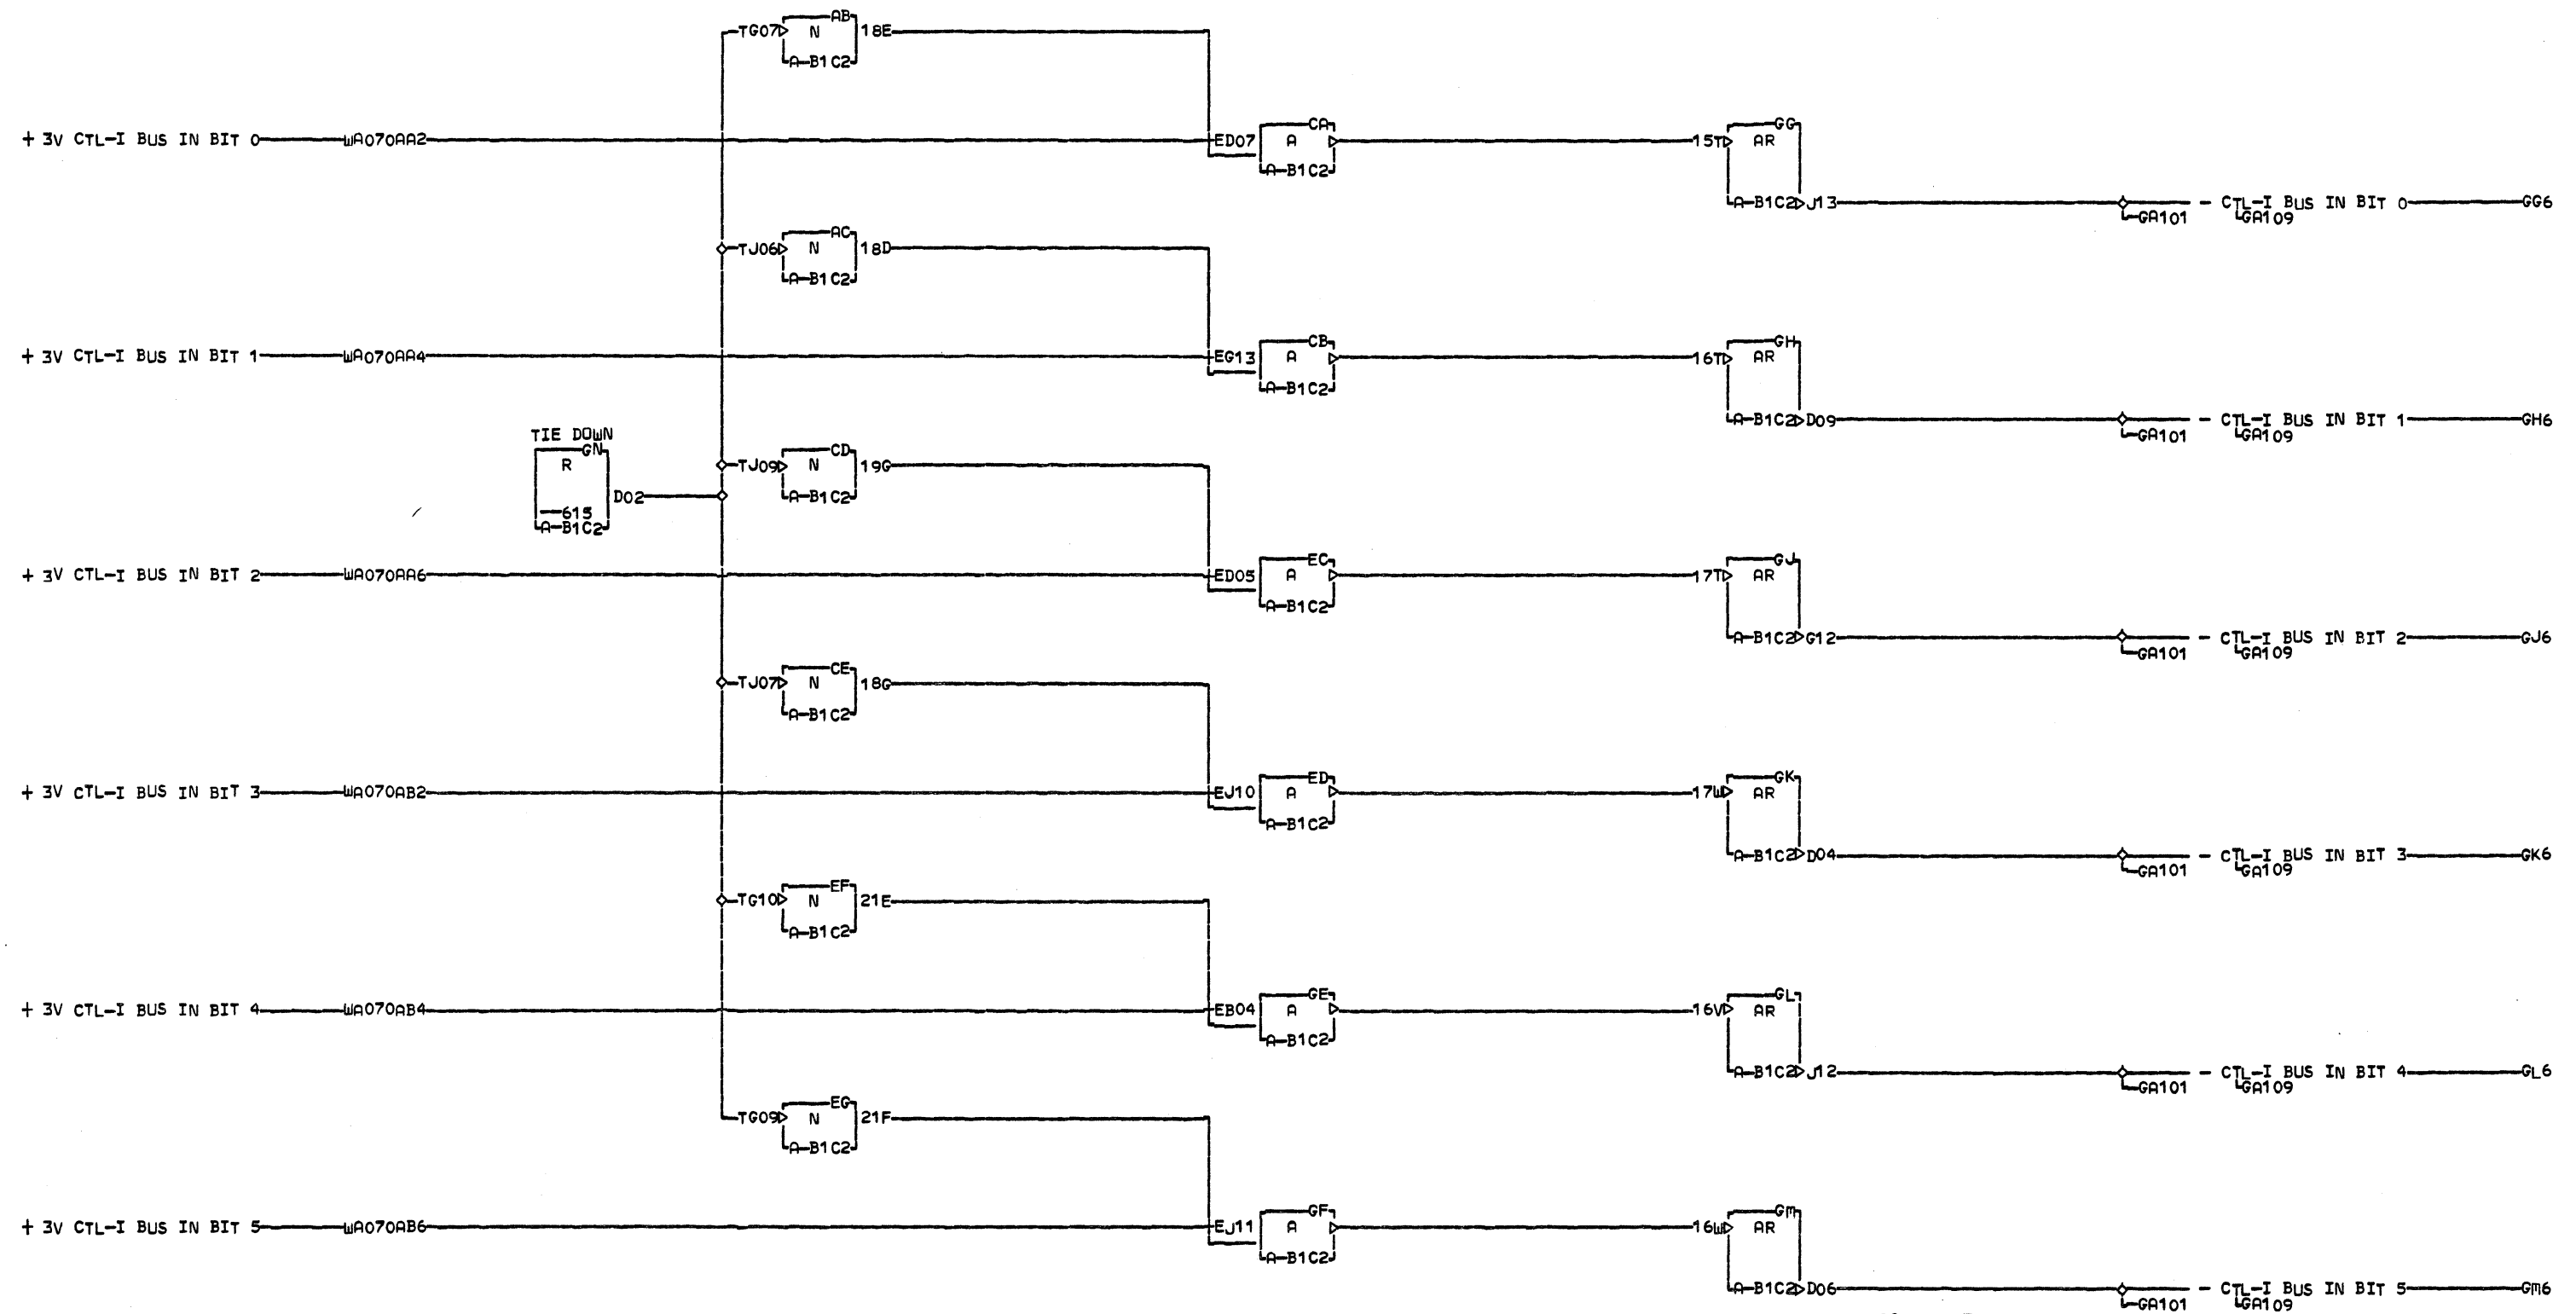 AB
TG07 N 18E
A-B1C2
CA GG
+ 3V CTL-I BUS IN BIT 0 WA070AA2 ED07 A 15T AR
A-B1C2
A-B1C2 J13 - CTL-I BUS IN BIT 0 GG6
GA101 GA109
AC
TJ06 N 18D
A-B1C2
CB GH
+ 3V CTL-I BUS IN BIT 1 WA070AA4 EG13 A 16T AR
A-B1C2
A-B1C2 D09 - CTL-I BUS IN BIT 1 GH6
GA101 GA109
TIE DOWN
GN CD
R TJ09 N 19G
D02 A-B1C2
615
A-B1C2
EC GJ
+ 3V CTL-I BUS IN BIT 2 WA070AA6 ED05 A 17T AR
A-B1C2
A-B1C2 G12 - CTL-I BUS IN BIT 2 GJ6
GA101 GA109
CE
TJ07 N 18G
A-B1C2
ED GK
+ 3V CTL-I BUS IN BIT 3 WA070AB2 EJ10 A 17W AR
A-B1C2
A-B1C2 D04 - CTL-I BUS IN BIT 3 GK6
GA101 GA109
EF
TG10 N 21E
A-B1C2
GE GL
+ 3V CTL-I BUS IN BIT 4 WA070AB4 EB04 A 16V AR
A-B1C2
A-B1C2 J12 - CTL-I BUS IN BIT 4 GL6
GA101 GA109
EG
TG09 N 21F
A-B1C2
GF GM
+ 3V CTL-I BUS IN BIT 5 WA070AB6 EJ11 A 16W AR
A-B1C2
A-B1C2 D06 - CTL-I BUS IN BIT 5 GM6
GA101 GA109